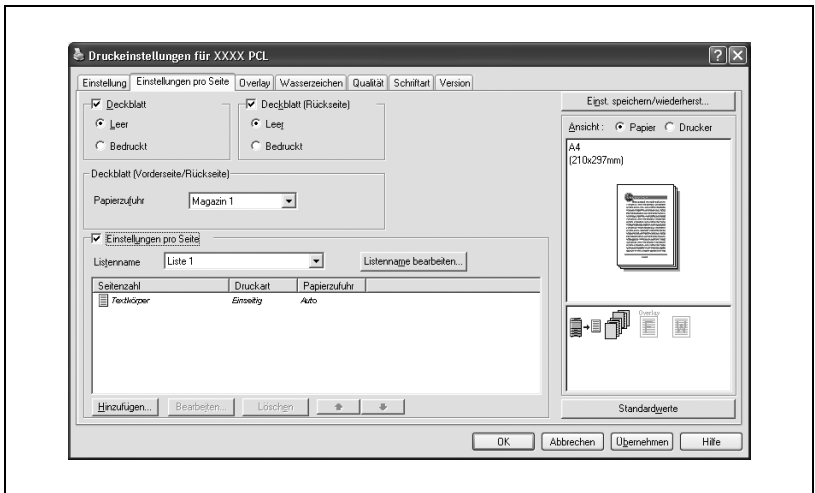 Druckeinstellungen für XXXX PCL
Einstellung Einstellungen pro Seite Overlay Wasserzeichen Qualität Schriftart Version
Deckblatt
Leer
Bedruckt
Deckblatt (Rückseite)
Leer
Bedruckt
Deckblatt (Vorderseite/Rückseite)
Papierzufuhr Magazin 1
Einstellungen pro Seite
Listenname Liste 1 Listenname bearbeiten...
Seitenzahl Druckart Papierzufuhr
Textkörper Einseitig Auto
Hinzufügen... Bearbeiten... Löschen
Einst. speichern/wiederherst...
Ansicht : Papier Drucker
A4
(210x297mm)
Overlay
Standardwerte
OK Abbrechen Übernehmen Hilfe